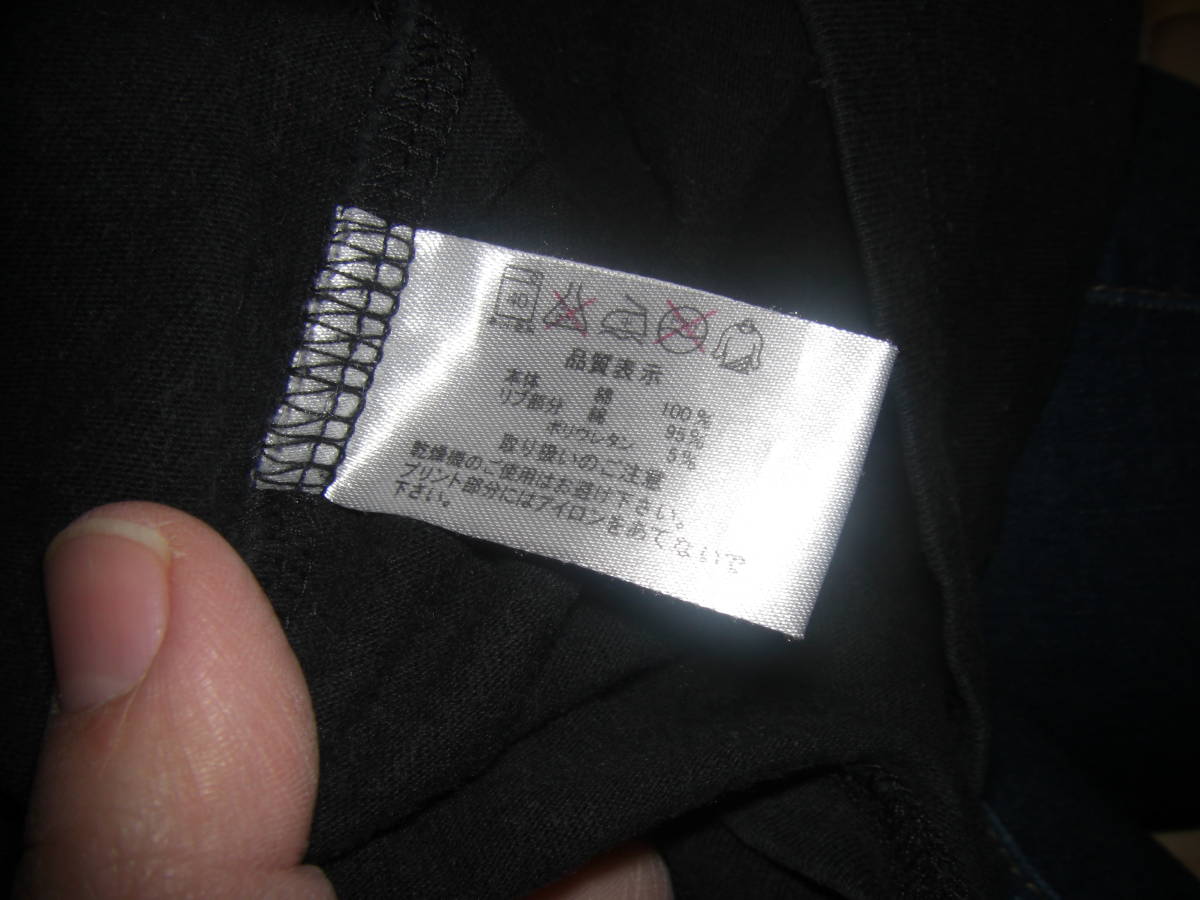 40
品質表示
本体 綿 100%
リブ部分 綿 95%
ポリウレタン 5%
取り扱いのご注意
乾燥機のご使用はお避け下さい。
プリント部分にはアイロンをあてないで
下さい。